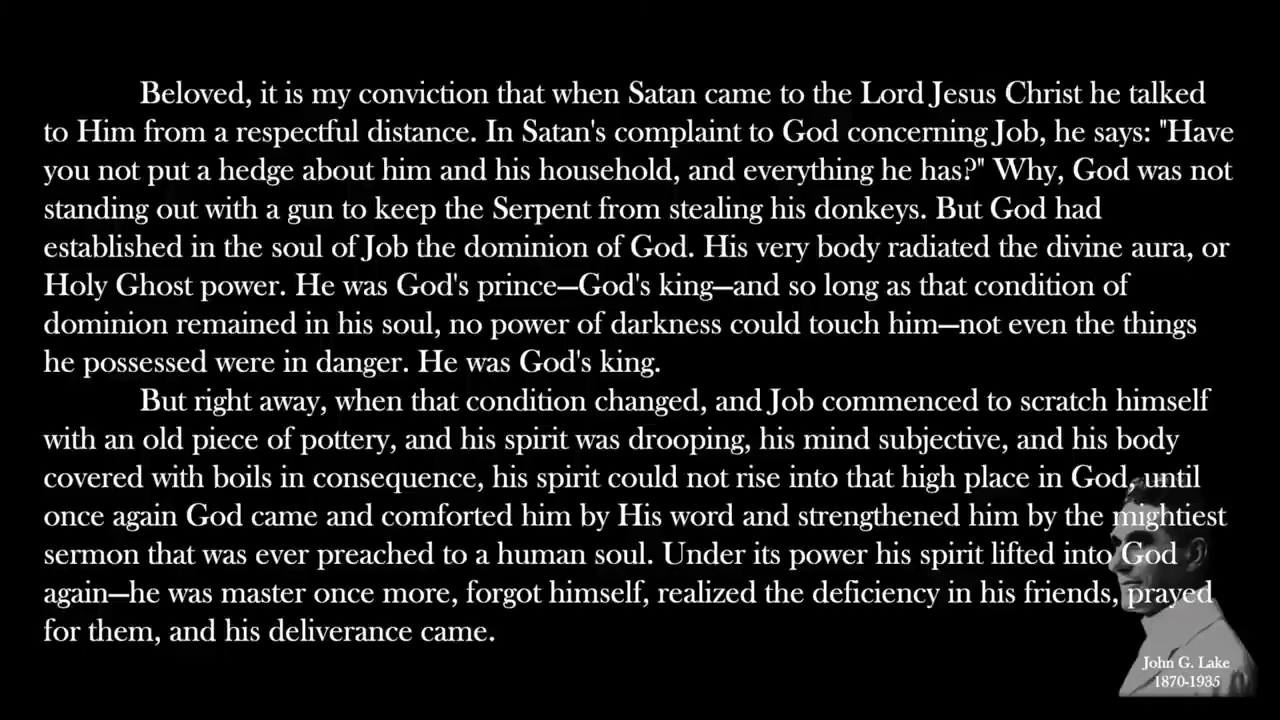 Beloved, it is my conviction that when Satan came to the Lord Jesus Christ he talked
to Him from a respectful distance. In Satan's complaint to God concerning Job, he says: "Have
you not put a hedge about him and his household, and everything he has?" Why, God was not
standing out with a gun to keep the Serpent from stealing his donkeys. But God had
established in the soul of Job the dominion of God. His very body radiated the divine aura, or
Holy Ghost power. He was God's prince—God's king—and so long as that condition of
dominion remained in his soul, no power of darkness could touch him—not even the things
he possessed were in danger. He was God's king.
But right away, when that condition changed, and Job commenced to scratch himself
with an old piece of pottery, and his spirit was drooping, his mind subjective, and his body
covered with boils in consequence, his spirit could not rise into that high place in God, until
once again God came and comforted him by His word and strengthened him by the mightiest
sermon that was ever preached to a human soul. Under its power his spirit lifted into God
again—he was master once more, forgot himself, realized the deficiency in his friends, prayed
for them, and his deliverance came.
John G. Lake
1870-1935